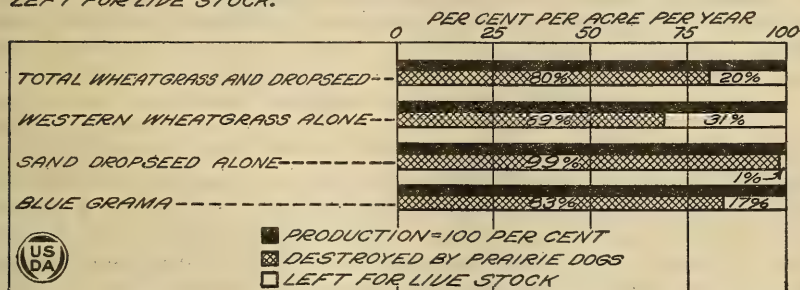 LEFT FOR LIVE STOCK.
PER CENT PER ACRE PER YEAR
0 25 50 75 100
TOTAL WHEATGRASS AND DROPSEED 80% 20%
WESTERN WHEATGRASS ALONE 69% 31%
SAND DROPSEED ALONE 99%
1%
BLUE GRAMA 83% 17%
PRODUCTION=100 PER CENT
DESTROYED BY PRAIRIE DOGS
LEFT FOR LIVE STOCK
US
DA